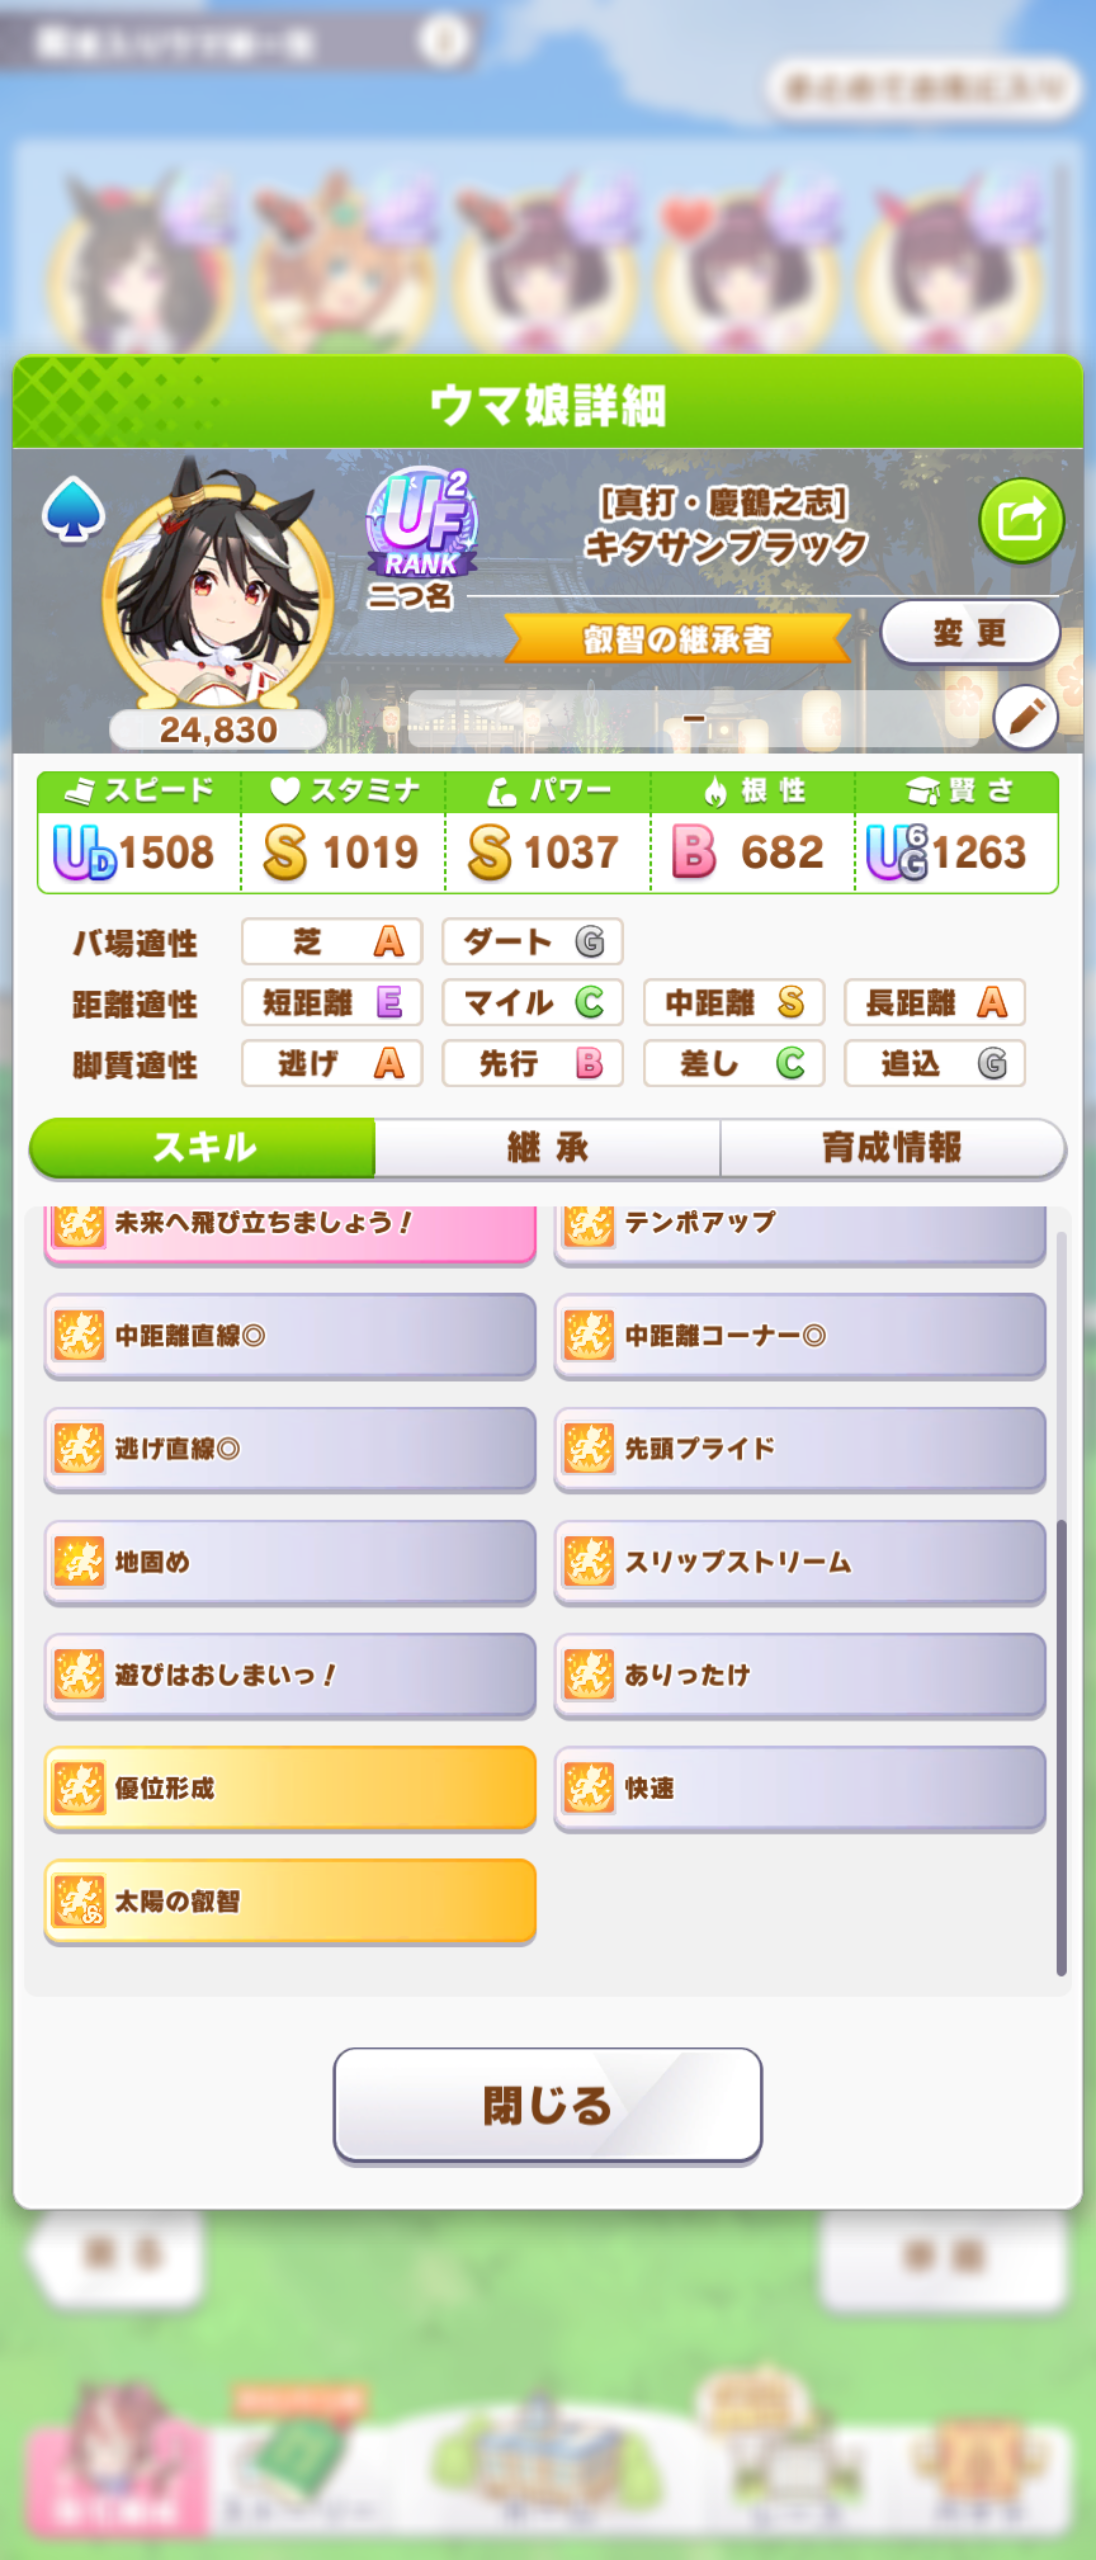 ウマ娘詳細
UF2
RANK
[真打・慶鶴之志]
キタサンブラック
二つ名
叡智の継承者
変更
24,830
-
スピード スタミナ パワー 根性 賢さ
UD 1508 S 1019 S 1037 B 682 UG6 1263
バ場適性 芝 A ダート G
距離適性 短距離 E マイル C 中距離 S 長距離 A
脚質適性 逃げ A 先行 B 差し C 追込 G
スキル 継承 育成情報
未来へ飛び立ちましょう! テンポアップ
中距離直線◎ 中距離コーナー◎
逃げ直線◎ 先頭プライド
地固め スリップストリーム
遊びはおしまいっ! ありったけ
優位形成 快速
太陽の叡智
閉じる